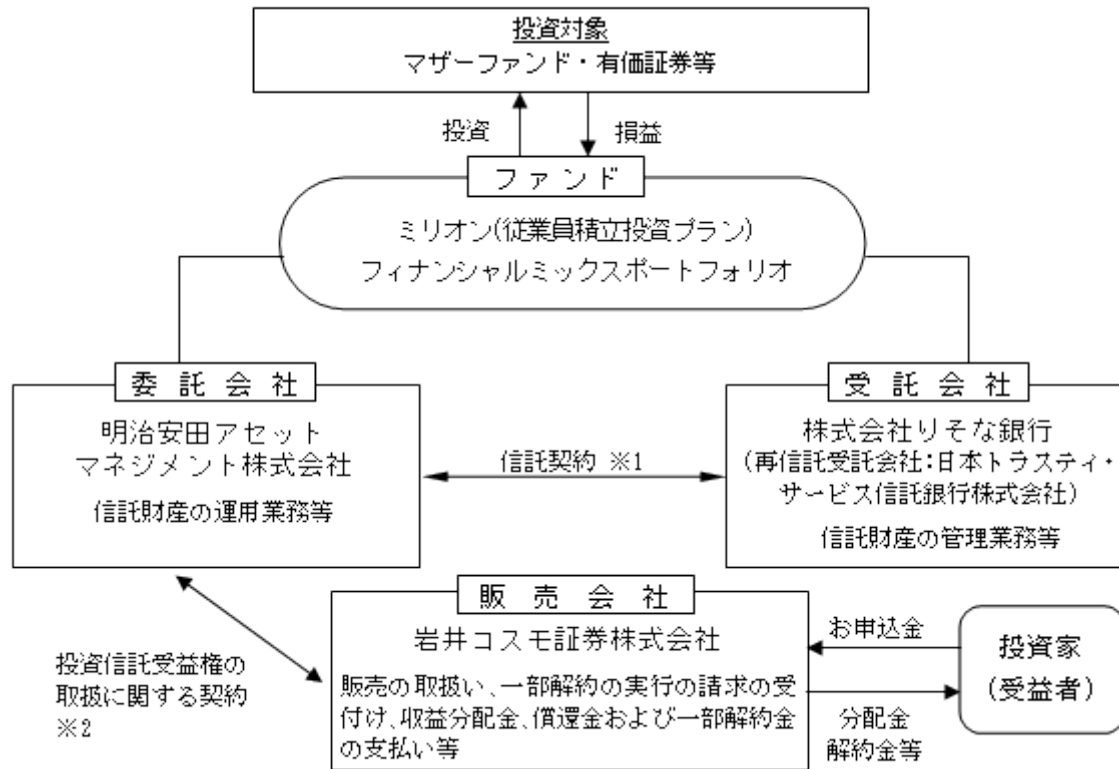 投資対象
マザーファンド・有価証券等
投資
損益
ファンド
ミリオン(従業員積立投資プラン)
フィナンシャルミックスポートフォリオ
委託会社
明治安田アセット
マネジメント株式会社
信託財産の運用業務等
信託契約 ※1
受託会社
株式会社りそな銀行
(再信託受託会社:日本トラスティ・
サービス信託銀行株式会社)
信託財産の管理業務等
投資信託受益権の
取扱に関する契約
※2
販売会社
岩井コスモ証券株式会社
販売の取扱い、一部解約の実行の請求の受
付け、収益分配金、償還金および一部解約金
の支払い等
お申込金
分配金
解約金等
投資家
(受益者)